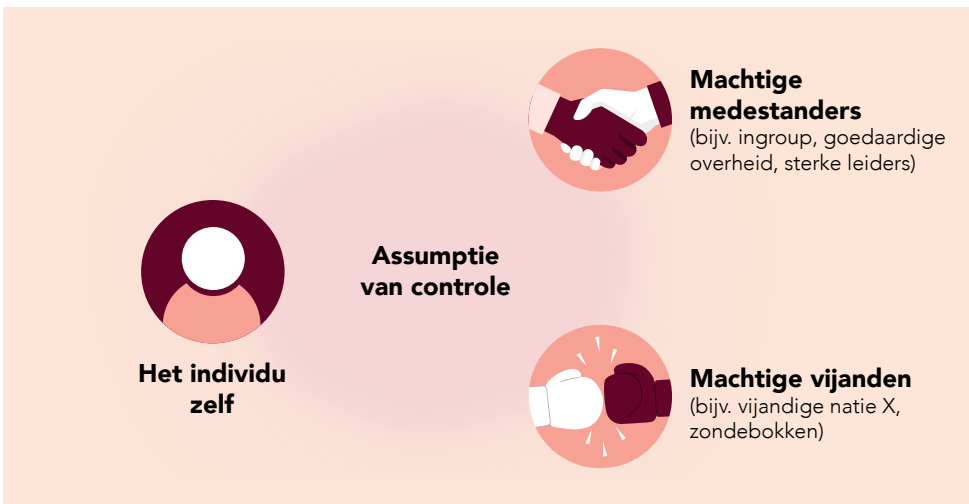 Machtige
medestanders
(bijv. ingroup, goedaardige
overheid, sterke leiders)
Assumptie
van controle
Het individu
zelf
Machtige vijanden
(bijv. vijandige natie X,
zondebokken)